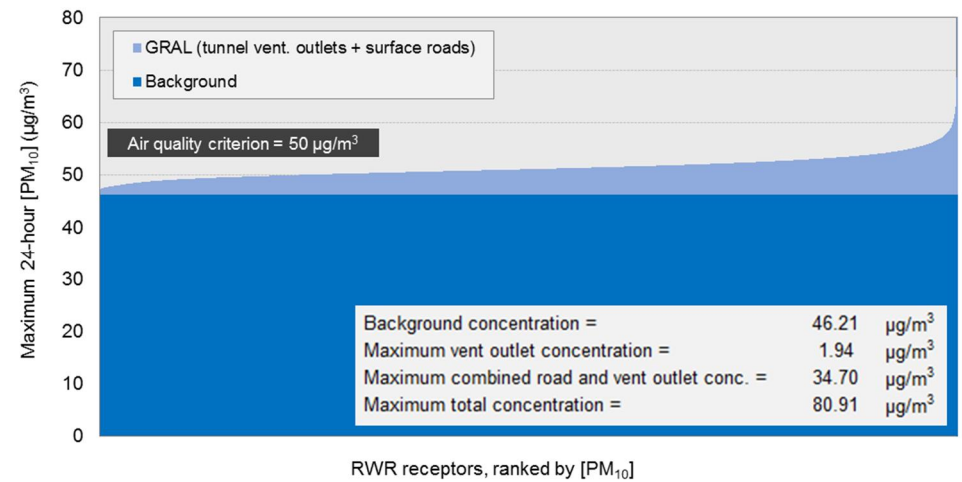 80
70
60
50
40
30
20
10
0
Maximum 24-hour [PM₁₀] (µg/m³)
GRAL (tunnel vent. outlets + surface roads)
Background
Air quality criterion = 50 µg/m³
Background concentration = 46.21 µg/m³
Maximum vent outlet concentration = 1.94 µg/m³
Maximum combined road and vent outlet conc. = 34.70 µg/m³
Maximum total concentration = 80.91 µg/m³
RWR receptors, ranked by [PM₁₀]